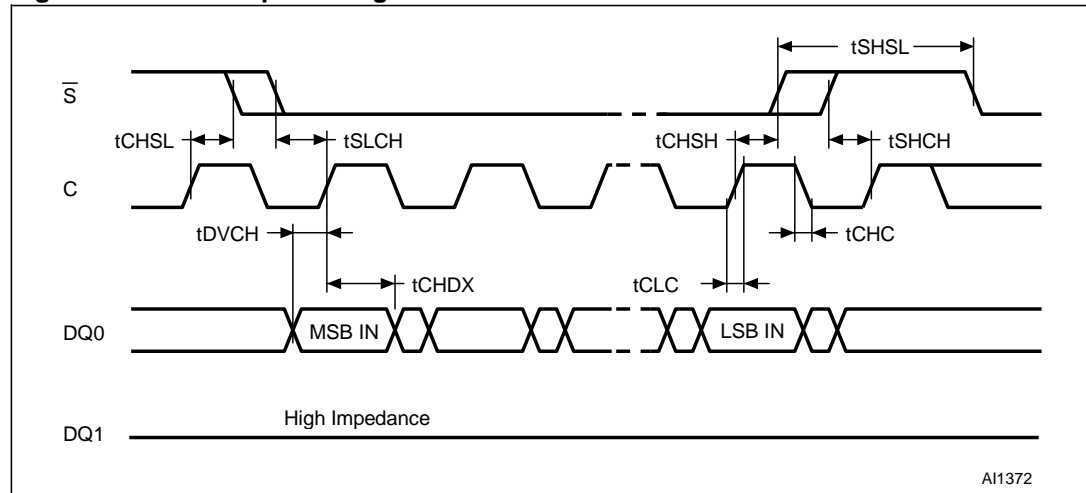 tSHSL
S
tCHSL
tSLCH
tCHSH
tSHCH
C
tDVCH
tCHC
tCHDX
tCLC
DQ0
MSB IN
LSB IN
High Impedance
DQ1
AI1372